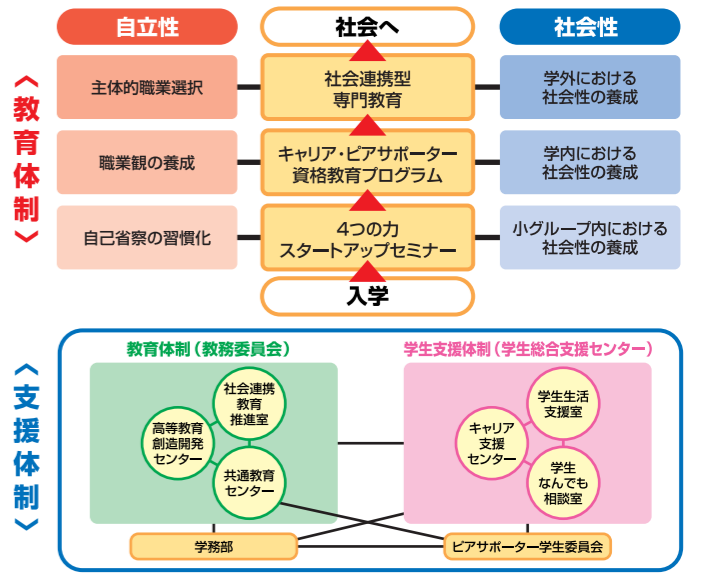 自立性
社会へ
社会性
〈教育体制〉
主体的職業選択
社会連携型
専門教育
学外における
社会性の養成
職業観の養成
キャリア・ピアサポーター
資格教育プログラム
学内における
社会性の養成
自己省察の習慣化
4つの力
スタートアップセミナー
小グループ内における
社会性の養成
入学
〈支援体制〉
教育体制（教務委員会）
社会連携
教育
推進室
高等教育
創造開発
センター
共通教育
センター
学生支援体制（学生総合支援センター）
学生生活
支援室
キャリア
支援
センター
学生
なんでも
相談室
学務部
ピアサポーター学生委員会